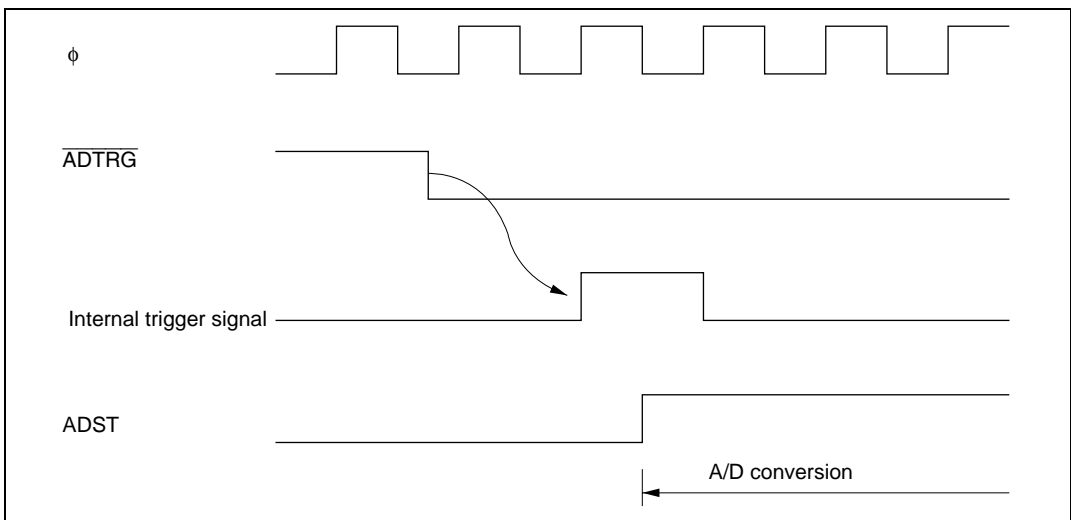 ϕ
ADTRG
Internal trigger signal
ADST
A/D conversion